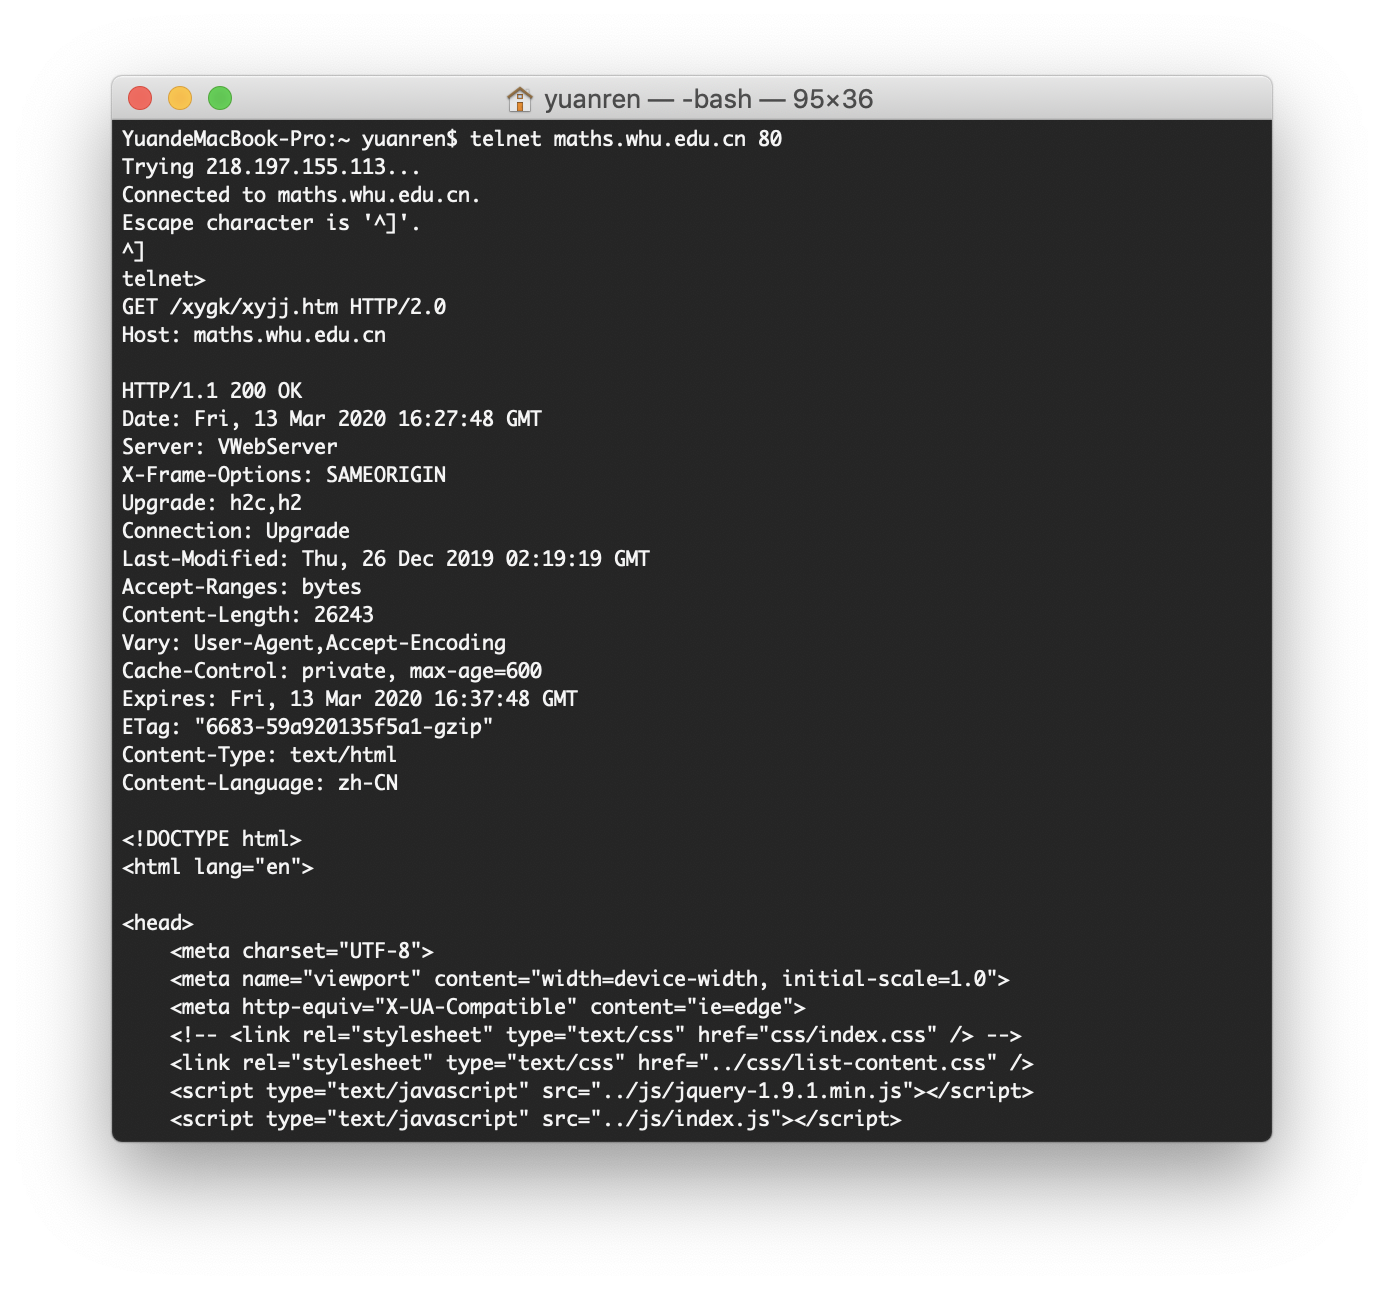 yuanren — -bash — 95×36
YuandeMacBook-Pro:~ yuanren$ telnet maths.whu.edu.cn 80
Trying 218.197.155.113...
Connected to maths.whu.edu.cn.
Escape character is '^]'.
^]
telnet>
GET /xygk/xyjj.htm HTTP/2.0
Host: maths.whu.edu.cn

HTTP/1.1 200 OK
Date: Fri, 13 Mar 2020 16:27:48 GMT
Server: VWebServer
X-Frame-Options: SAMEORIGIN
Upgrade: h2c,h2
Connection: Upgrade
Last-Modified: Thu, 26 Dec 2019 02:19:19 GMT
Accept-Ranges: bytes
Content-Length: 26243
Vary: User-Agent,Accept-Encoding
Cache-Control: private, max-age=600
Expires: Fri, 13 Mar 2020 16:37:48 GMT
ETag: "6683-59a920135f5a1-gzip"
Content-Type: text/html
Content-Language: zh-CN

<!DOCTYPE html>
<html lang="en">

<head>
    <meta charset="UTF-8">
    <meta name="viewport" content="width=device-width, initial-scale=1.0">
    <meta http-equiv="X-UA-Compatible" content="ie=edge">
    <!-- <link rel="stylesheet" type="text/css" href="css/index.css" /> -->
    <link rel="stylesheet" type="text/css" href="../css/list-content.css" />
    <script type="text/javascript" src="../js/jquery-1.9.1.min.js"></script>
    <script type="text/javascript" src="../js/index.js"></script>